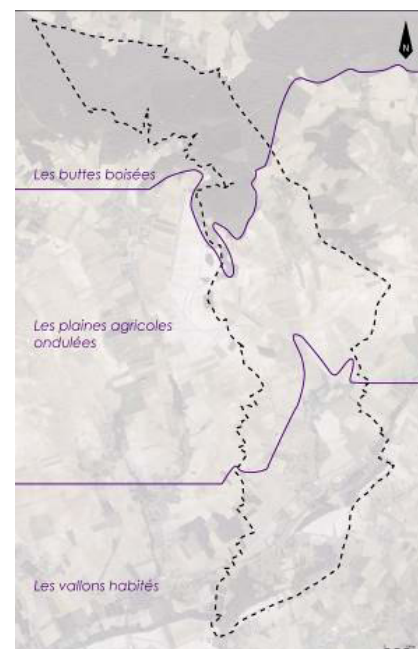 N
Les buttes boisées
Les plaines agricoles
ondulées
Les vallons habités